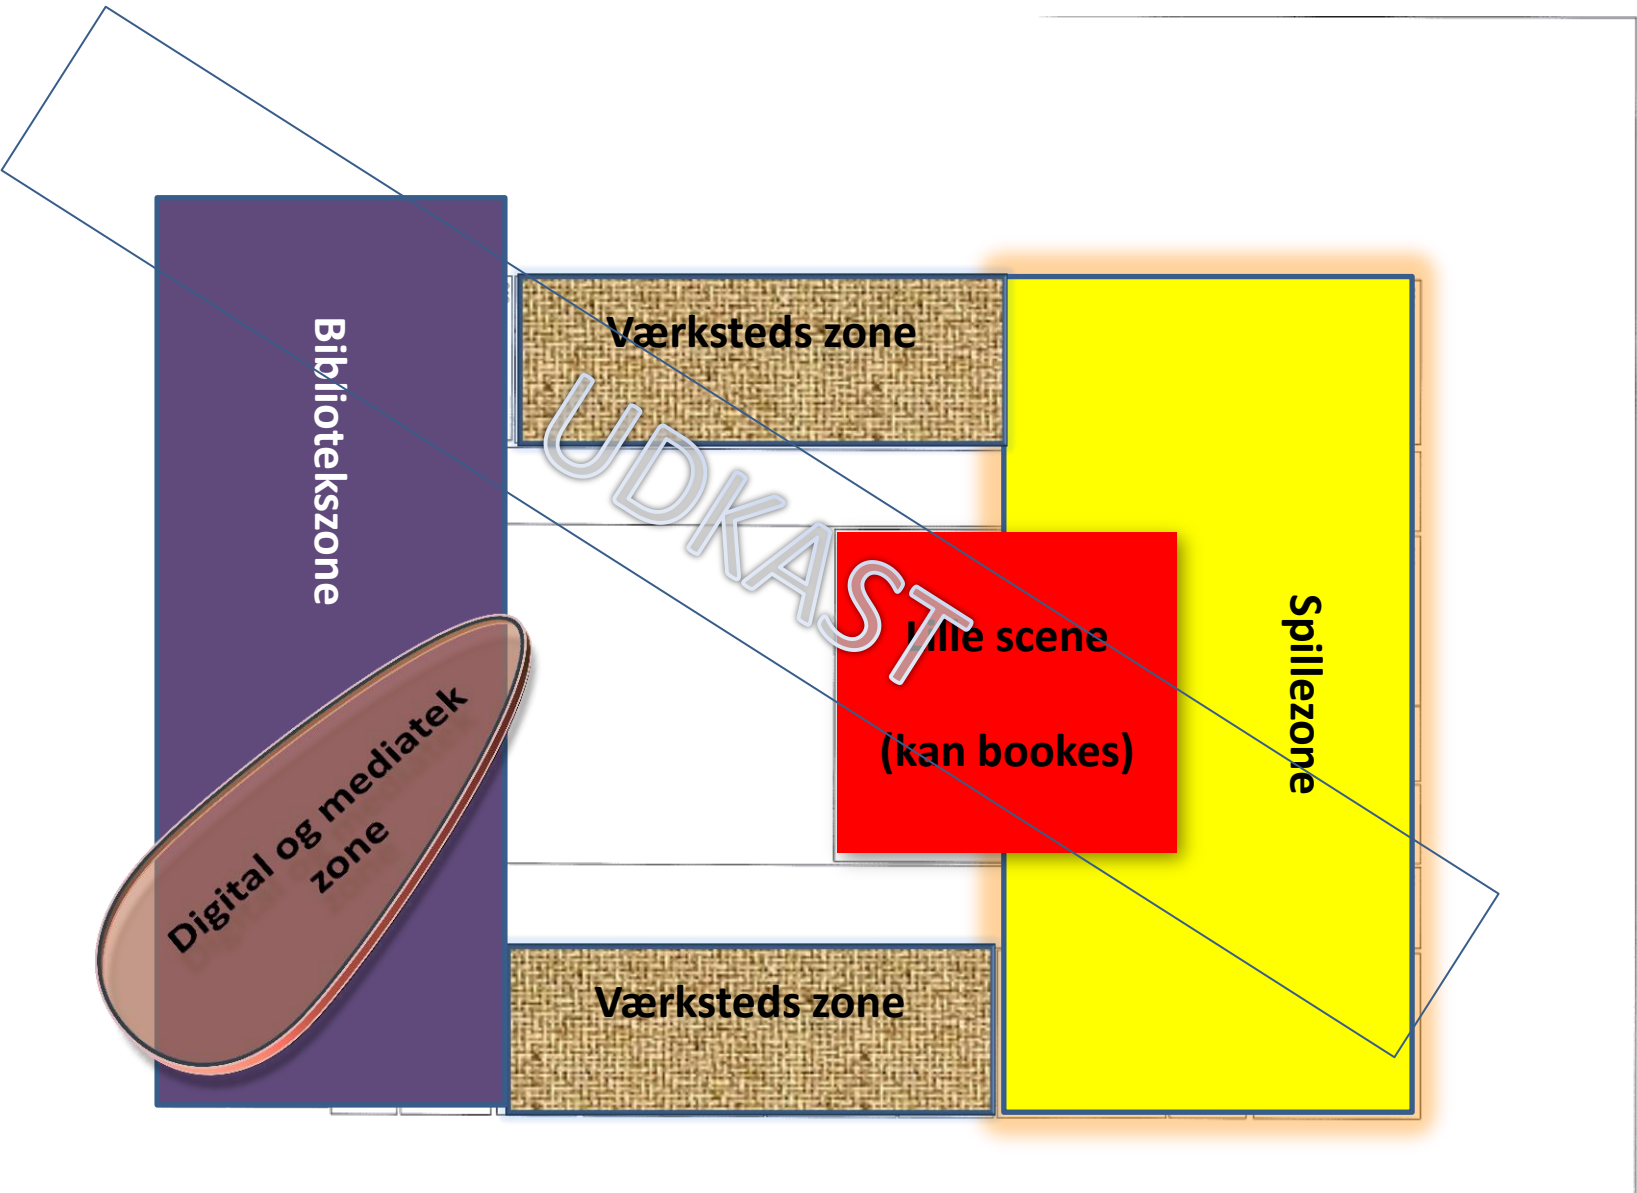 Værksteds zone
Bibliotekszone
UDKAST
Lille scene
(kan bookes)
Spillezone
Digital og mediatek
zone
Værksteds zone